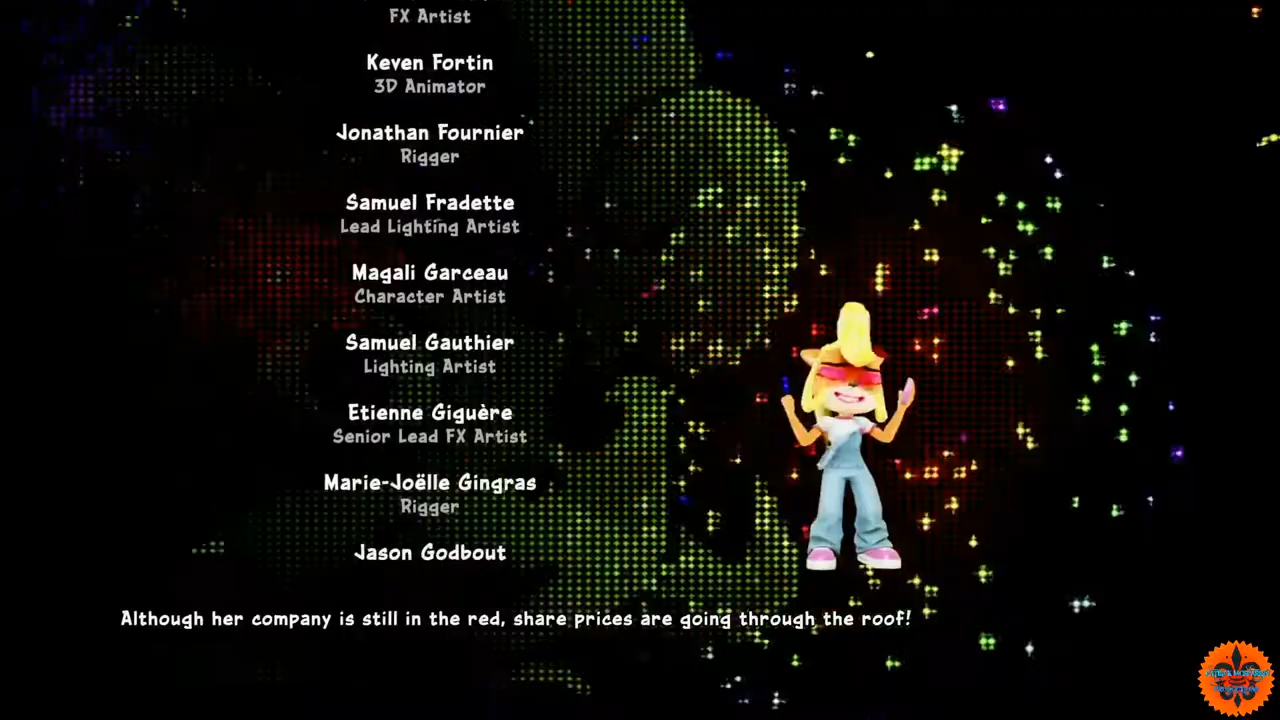 FX Artist
Keven Fortin
3D Animator
Jonathan Fournier
Rigger
Samuel Fradette
Lead Lighting Artist
Magali Garceau
Character Artist
Samuel Gauthier
Lighting Artist
Etienne Giguère
Senior Lead FX Artist
Marie-Joëlle Gingras
Rigger
Jason Godbout
Although her company is still in the red, share prices are going through the roof!